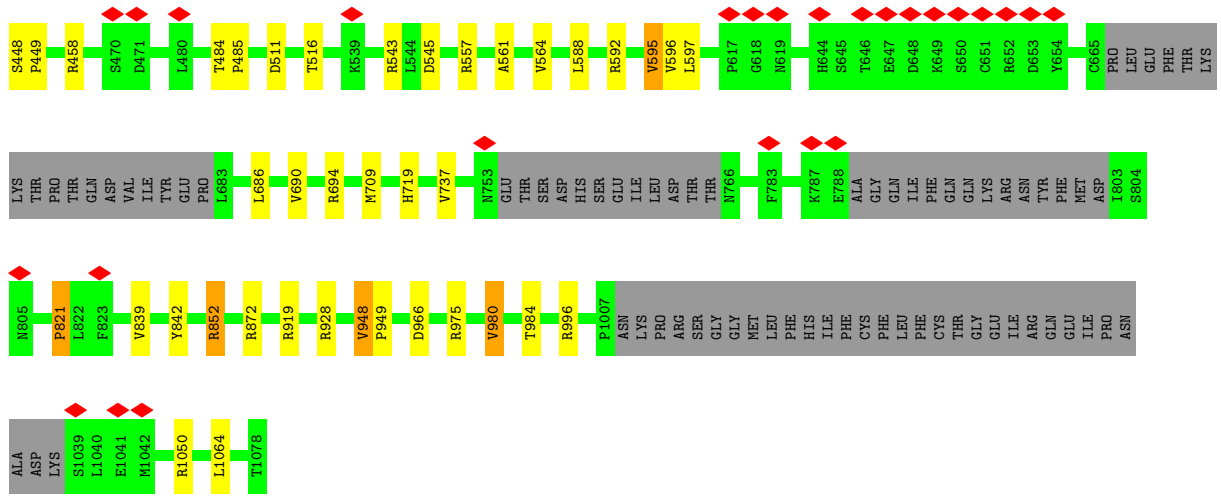 S448 P449 R458 S470 D471 L480 T484 P485 D511 T516 K539 R543 L544 D545 R557 A561 V564 L588 R592 V595 V596 L597 P617 G618 N619 H644 S645 T646 E647 D648 K649 S650 C651 R652 D653 Y654 C665 PRO LEU GLU PHE THR LYS
LYS THR PRO THR GLN ASP VAL ILE TYR GLU PRO L683 L686 V690 R694 M709 H719 V737 N753 GLU THR SER ASP HIS SER GLU ILE LEU ASP THR THR N766 F783 K787 E788 ALA GLY GLN ILE PHE GLN GLN LYS ARG ASN TYR PHE MET ASP I803 S804
N805 P821 L822 F823 V839 Y842 R852 R872 R919 R928 V948 P949 D966 R975 V980 T984 R996 P1007 ASN LYS PRO ARG SER GLY GLY MET LEU PHE HIS ILE PHE CYS PHE LEU PHE CYS THR GLY GLU ILE ARG GLN GLU ILE PRO ASN
ALA ASP LYS S1039 L1040 E1041 M1042 R1050 L1064 T1078